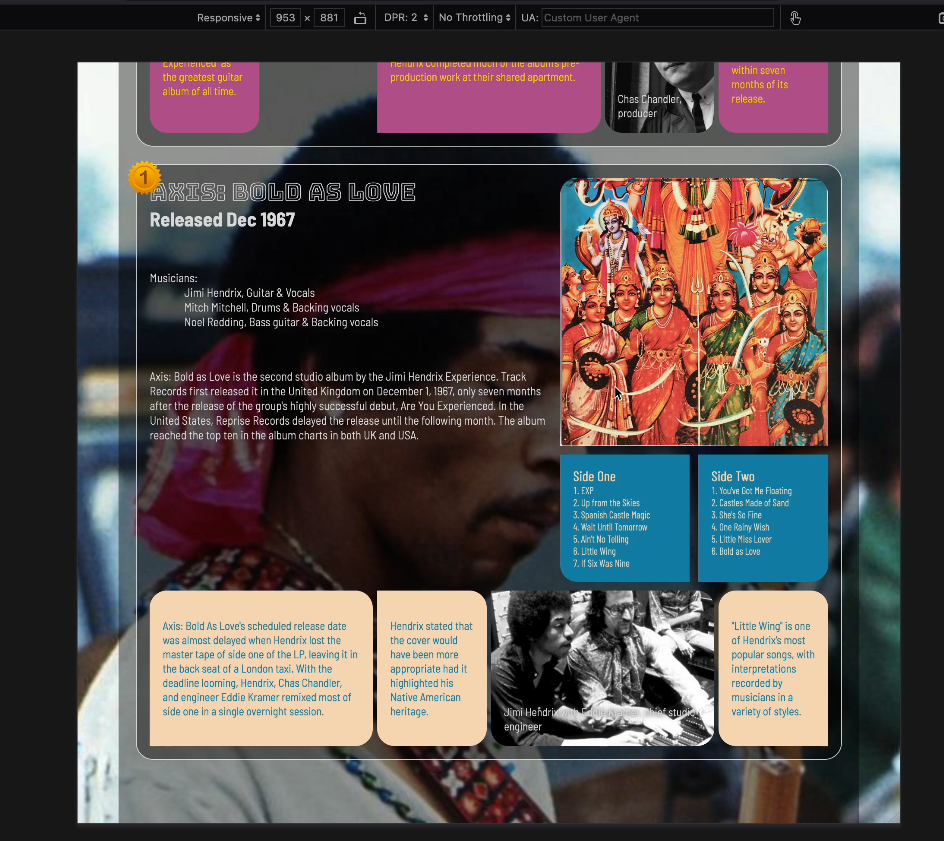 Responsive 953 × 881 DPR: 2 No Throttling UA: Custom User Agent
Experienced as
the greatest guitar
album of all time.
Hendrix completed much of the album's pre-
production work at their shared apartment.
Chas Chandler,
producer
within seven
months of its
release.
1
AXIS: BOLD AS LOVE
Released Dec 1967
Musicians:
Jimi Hendrix, Guitar & Vocals
Mitch Mitchell, Drums & Backing vocals
Noel Redding, Bass guitar & Backing vocals
Axis: Bold as Love is the second studio album by the Jimi Hendrix Experience. Track
Records first released it in the United Kingdom on December 1, 1967, only seven months
after the release of the group's highly successful debut, Are You Experienced. In the
United States, Reprise Records delayed the release until the following month. The album
reached the top ten in the album charts in both UK and USA.
Side One
1. EXP
2. Up from the Skies
3. Spanish Castle Magic
4. Wait Until Tomorrow
5. Ain't No Telling
6. Little Wing
7. If Six Was Nine
Side Two
1. You've Got Me Floating
2. Castles Made of Sand
3. She's So Fine
4. One Rainy Wish
5. Little Miss Lover
6. Bold as Love
Axis: Bold As Love's scheduled release date
was almost delayed when Hendrix lost the
master tape of side one of the LP, leaving it in
the back seat of a London taxi. With the
deadline looming, Hendrix, Chas Chandler,
and engineer Eddie Kramer remixed most of
side one in a single overnight session.
Hendrix stated that
the cover would
have been more
appropriate had it
highlighted his
Native American
heritage.
Jimi Hendrix with Eddie Kramer, chief studio
engineer
"Little Wing" is one
of Hendrix's most
popular songs, with
interpretations
recorded by
musicians in a
variety of styles.